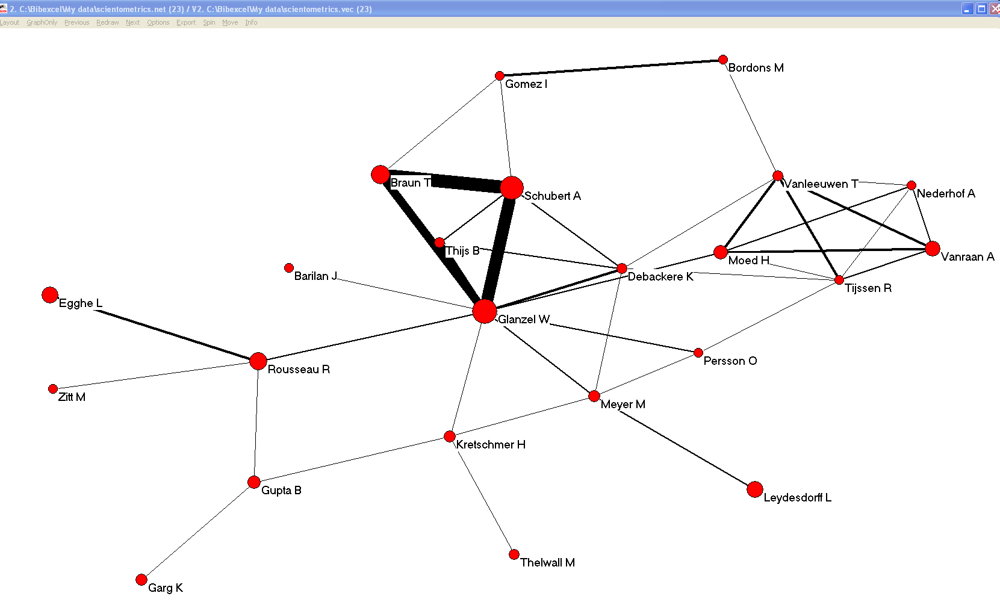 2. C:\Bibexcel\My data\scientometrics.net (23) / V2. C:\Bibexcel\My data\scientometrics.vec (23)
Layout GraphOnly Previous Redraw Next Options Export Spin Move Info
Bordons M
Gomez I
Braun T
Vanleeuwen T
Nederhof A
Schubert A
Thijs B
Vanraan A
Moed H
Barilan J
Debackere K
Tijssen R
Egghe L
Glanzel W
Persson O
Rousseau R
Zitt M
Meyer M
Kretschmer H
Gupta B
Leydesdorff L
Thelwall M
Garg K